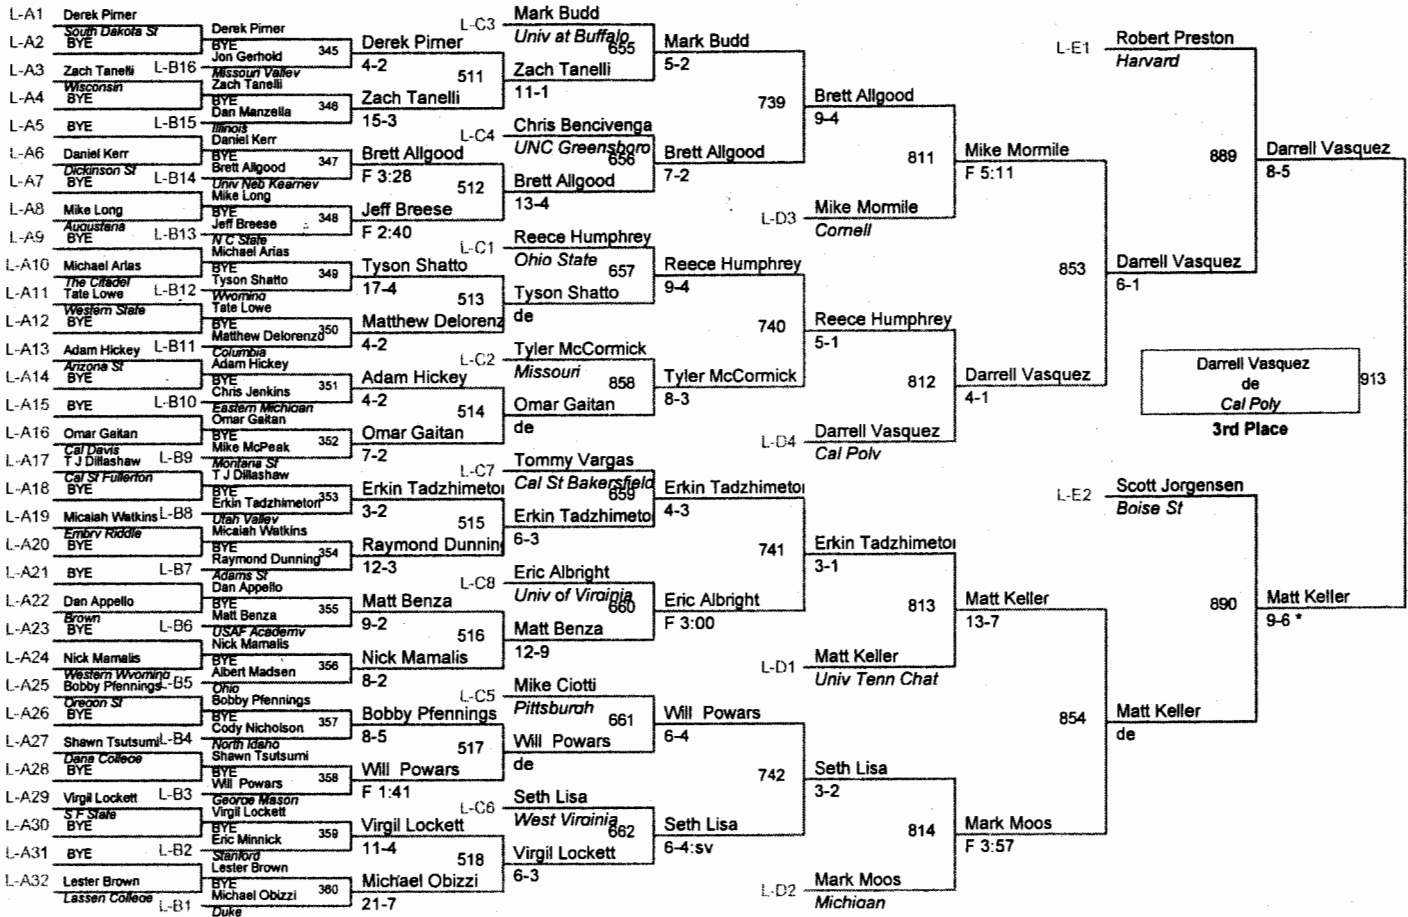 L-A1 Derek Pirner
South Dakota St
L-A2 BYE
L-A3 Zach Tanelli
Wisconsin
L-A4 BYE
L-A5 BYE
L-A6 Daniel Kerr
Dickinson St
L-A7 BYE
L-A8 Mike Long
Augustana
L-A9 BYE
L-A10 Michael Arias
The Citadel
L-A11 Tate Lowe
Western State
L-A12 BYE
L-A13 Adam Hickey
Arizona St
L-A14 BYE
L-A15 BYE
L-A16 Omar Gaitan
Cal Davis
L-A17 T J Dillashaw
Cal St Fullerton
L-A18 BYE
L-A19 Micaiah Watkins
Embry Riddle
L-A20 BYE
L-A21 BYE
L-A22 Dan Appello
Brown
L-A23 BYE
L-A24 Nick Mamalis
Western Wyoming
L-A25 Bobby Pfennings
Oregon St
L-A26 BYE
L-A27 Shawn Tsutsumi
Dana College
L-A28 BYE
L-A29 Virgil Lockett
S F State
L-A30 BYE
L-A31 BYE
L-A32 Lester Brown
Lassen College
Derek Pirner
BYE
L-B16 Jon Gerhold 345
Missouri Valley
Zach Tanelli
BYE
L-B15 Dan Manzella 346
Illinois
Daniel Kerr
BYE
L-B14 Brett Allgood 347
Univ Neb Kearney
Mike Long
BYE
L-B13 Jeff Breese 348
N C State
Michael Arias
BYE
L-B12 Tyson Shatto 349
Wyoming
Tate Lowe
BYE
L-B11 Matthew Delorenzo 350
Columbia
Adam Hickey
BYE
L-B10 Chris Jenkins 351
Eastern Michigan
Omar Gaitan
BYE
L-B9 Mike McPeak 352
Montana St
T J Dillashaw
BYE
L-B8 Erkin Tadzhimetov 353
Utah Valley
Micaiah Watkins
BYE
L-B7 Raymond Dunning 354
Adams St
Dan Appello
BYE
L-B6 Matt Benza 355
USAF Academy
Nick Mamalis
BYE
L-B5 Albert Madsen 356
Ohio
Bobby Pfennings
BYE
L-B4 Cody Nicholson 357
North Idaho
Shawn Tsutsumi
BYE
L-B3 Will Powars 358
George Mason
Virgil Lockett
BYE
L-B2 Eric Minnick 359
Stanford
Lester Brown
BYE
L-B1 Michael Obizzi 360
Duke
Derek Pirner
4-2
511
Zach Tanelli
15-3
Brett Allgood
F 3:28
512
Jeff Breese
F 2:40
Tyson Shatto
17-4
513
Matthew Delorenz
4-2
Adam Hickey
4-2
514
Omar Gaitan
7-2
Erkin Tadzhimetov
3-2
515
Raymond Dunning
12-3
Matt Benza
9-2
516
Nick Mamalis
8-2
Bobby Pfennings
8-5
517
Will Powars
F 1:41
Virgil Lockett
11-4
518
Michael Obizzi
21-7
L-C3 Mark Budd
Univ at Buffalo
655
Zach Tanelli
11-1
L-C4 Chris Bencivenga
UNC Greensboro
656
Brett Allgood
13-4
L-C1 Reece Humphrey
Ohio State
657
Tyson Shatto
de
L-C2 Tyler McCormick
Missouri
658
Omar Gaitan
de
L-C7 Tommy Vargas
Cal St Bakersfield
659
Erkin Tadzhimeto
6-3
L-C8 Eric Albright
Univ of Virginia
660
Matt Benza
12-9
L-C5 Mike Ciotti
Pittsburgh
661
Will Powars
de
L-C6 Seth Lisa
West Virginia
662
Virgil Lockett
6-3
Mark Budd
5-2
739
Brett Allgood
7-2
Reece Humphrey
9-4
740
Tyler McCormick
8-3
Erkin Tadzhimetov
4-3
741
Eric Albright
F 3:00
Will Powars
6-4
742
Seth Lisa
6-4:sv
Brett Allgood
9-4
811
L-D3 Mike Mormile
Cornell
Reece Humphrey
5-1
812
L-D4 Darrell Vasquez
Cal Poly
Erkin Tadzhimetov
3-1
813
L-D1 Matt Keller
Univ Tenn Chat
Seth Lisa
3-2
814
L-D2 Mark Moos
Michigan
Mike Mormile
F 5:11
853
Darrell Vasquez
4-1
Matt Keller
13-7
854
Mark Moos
F 3:57
L-E1 Robert Preston
Harvard
889
Darrell Vasquez
6-1
L-E2 Scott Jorgensen
Boise St
890
Matt Keller
de
Darrell Vasquez
8-5
Matt Keller
9-6 *
Darrell Vasquez
de
Cal Poly
913
3rd Place